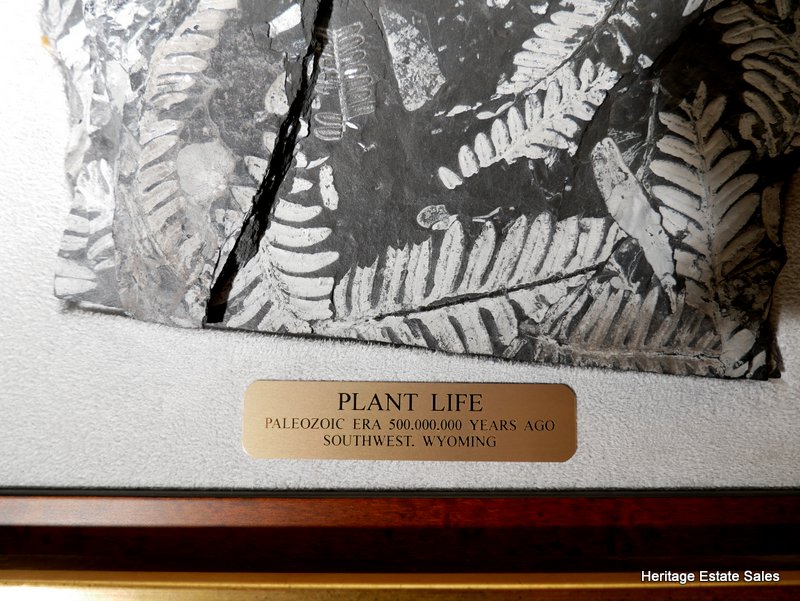 PLANT LIFE
PALEOZOIC ERA 500.000.000 YEARS AGO
SOUTHWEST. WYOMING
Heritage Estate Sales